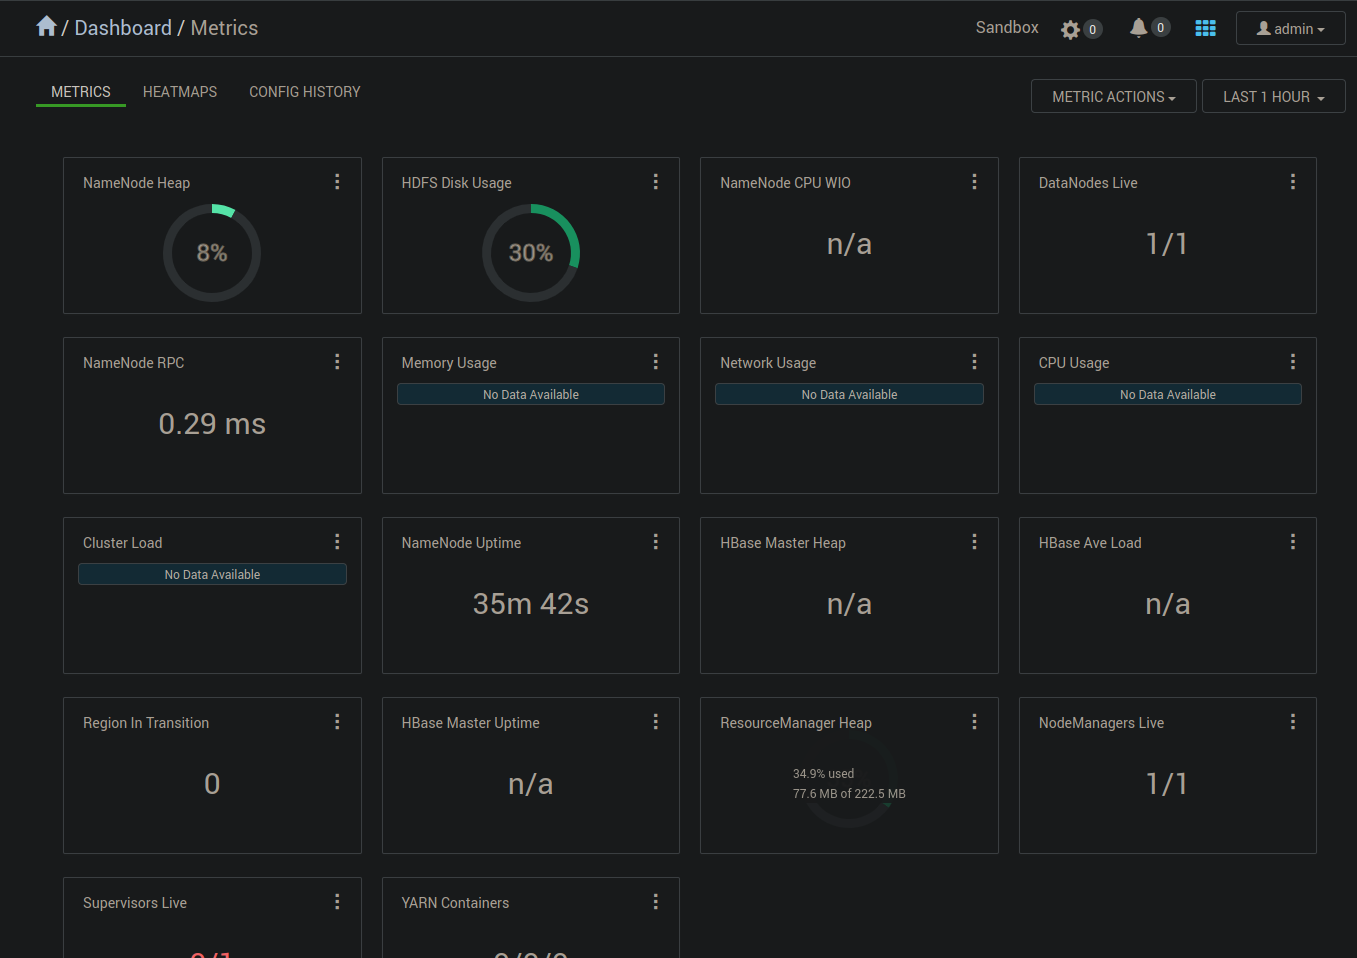 / Dashboard / Metrics
Sandbox 0 0 admin
METRICS HEATMAPS CONFIG HISTORY
METRIC ACTIONS LAST 1 HOUR
NameNode Heap
8%
HDFS Disk Usage
30%
NameNode CPU WIO
n/a
DataNodes Live
1/1
NameNode RPC
0.29 ms
Memory Usage
No Data Available
Network Usage
No Data Available
CPU Usage
No Data Available
Cluster Load
No Data Available
NameNode Uptime
35m 42s
HBase Master Heap
n/a
HBase Ave Load
n/a
Region In Transition
0
HBase Master Uptime
n/a
ResourceManager Heap
34.9% used
77.6 MB of 222.5 MB
NodeManagers Live
1/1
Supervisors Live
YARN Containers